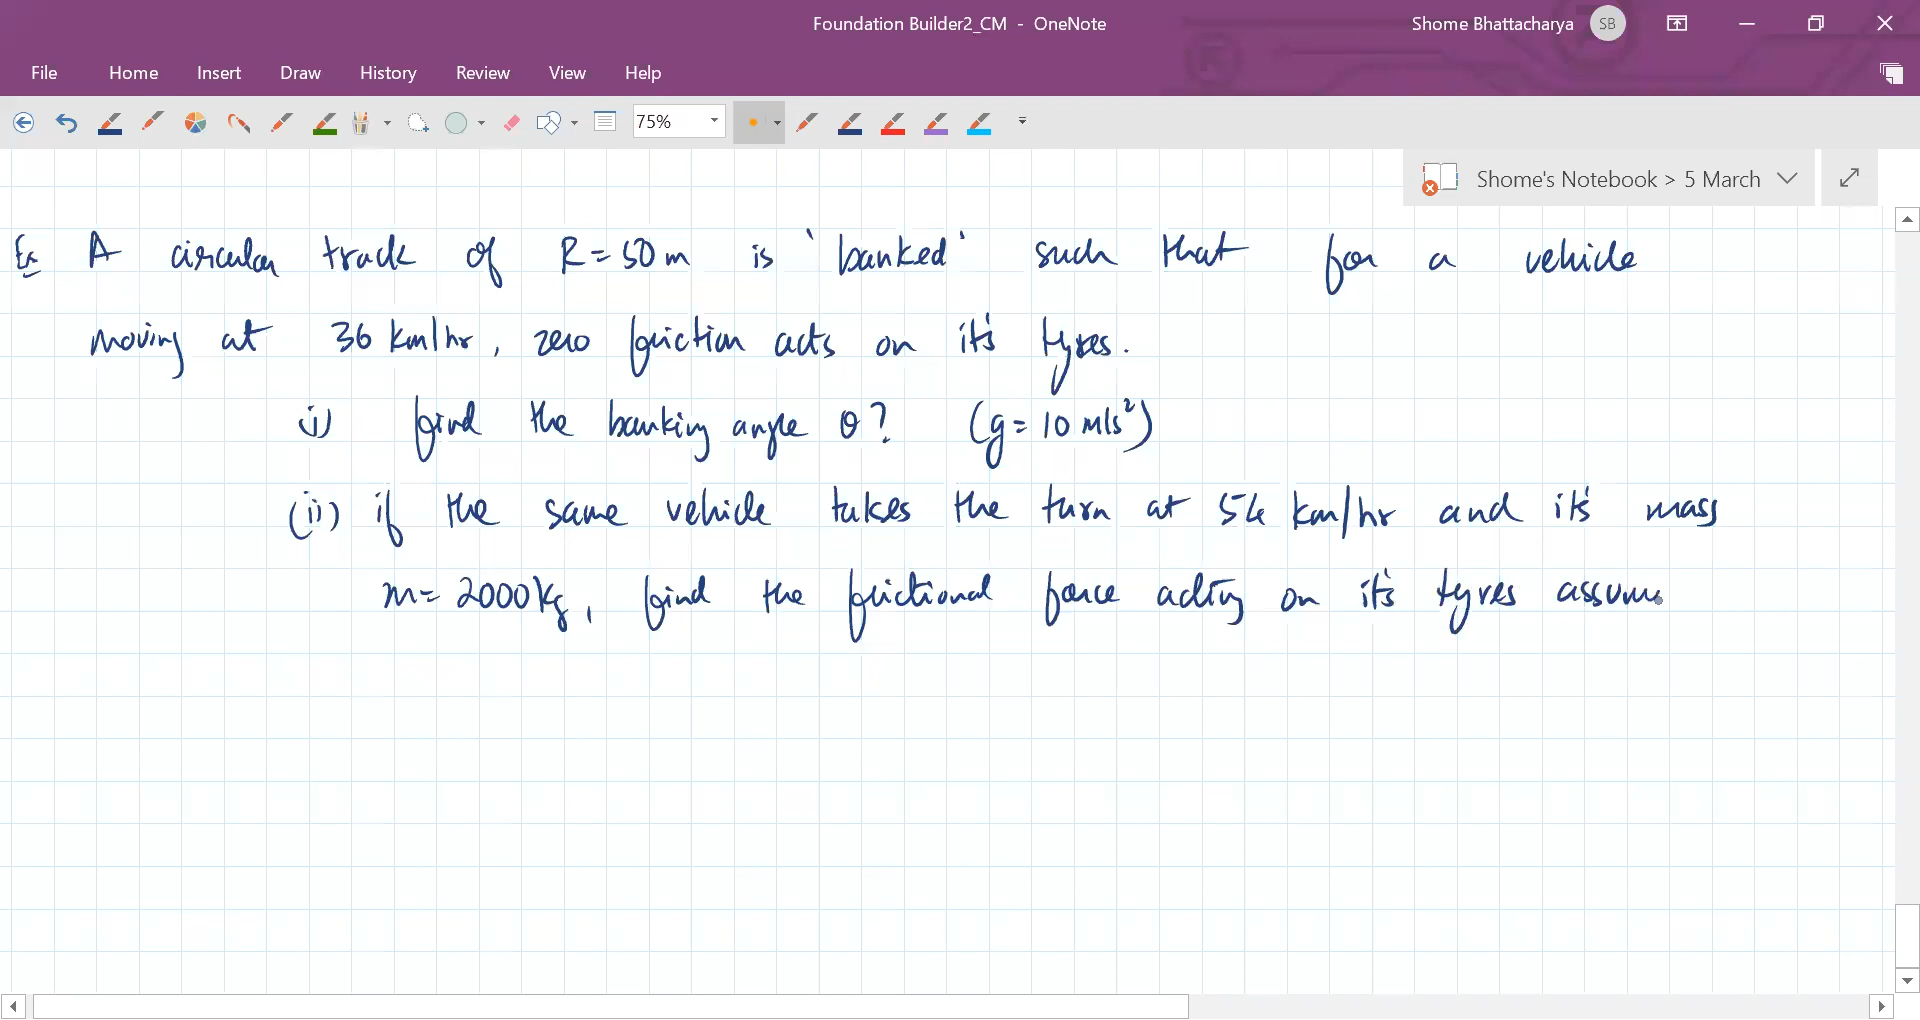 Foundation Builder2_CM - OneNote
Shome Bhattacharya SB
File Home Insert Draw History Review View Help
75%
Shome's Notebook > 5 March
Ex A circular track of R = 50 m is 'banked' such that for a vehicle
moving at 36 km/hr, zero friction acts on it's tyres.
i) find the banking angle θ? (g = 10 m/s²)
(ii) if the same vehicle takes the turn at 54 km/hr and it's mass
m = 2000 kg, find the frictional force acting on it's tyres assume